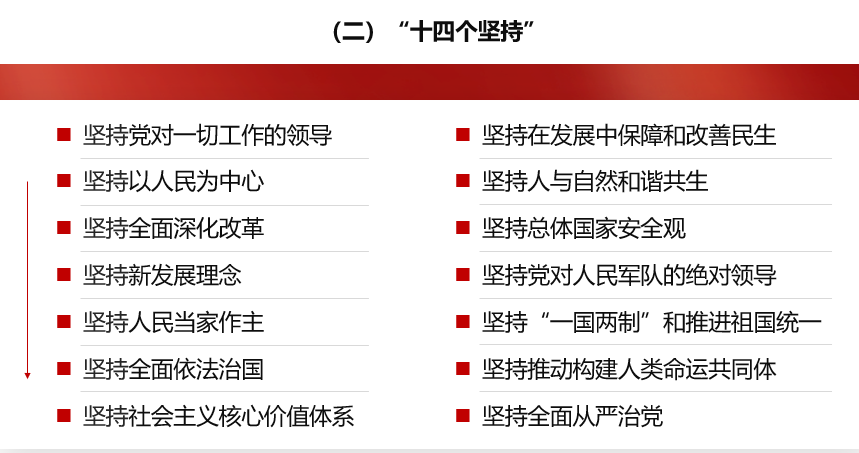 （二）“十四个坚持”
坚持党对一切工作的领导
坚持以人民为中心
坚持全面深化改革
坚持新发展理念
坚持人民当家作主
坚持全面依法治国
坚持社会主义核心价值体系
坚持在发展中保障和改善民生
坚持人与自然和谐共生
坚持总体国家安全观
坚持党对人民军队的绝对领导
坚持“一国两制”和推进祖国统一
坚持推动构建人类命运共同体
坚持全面从严治党